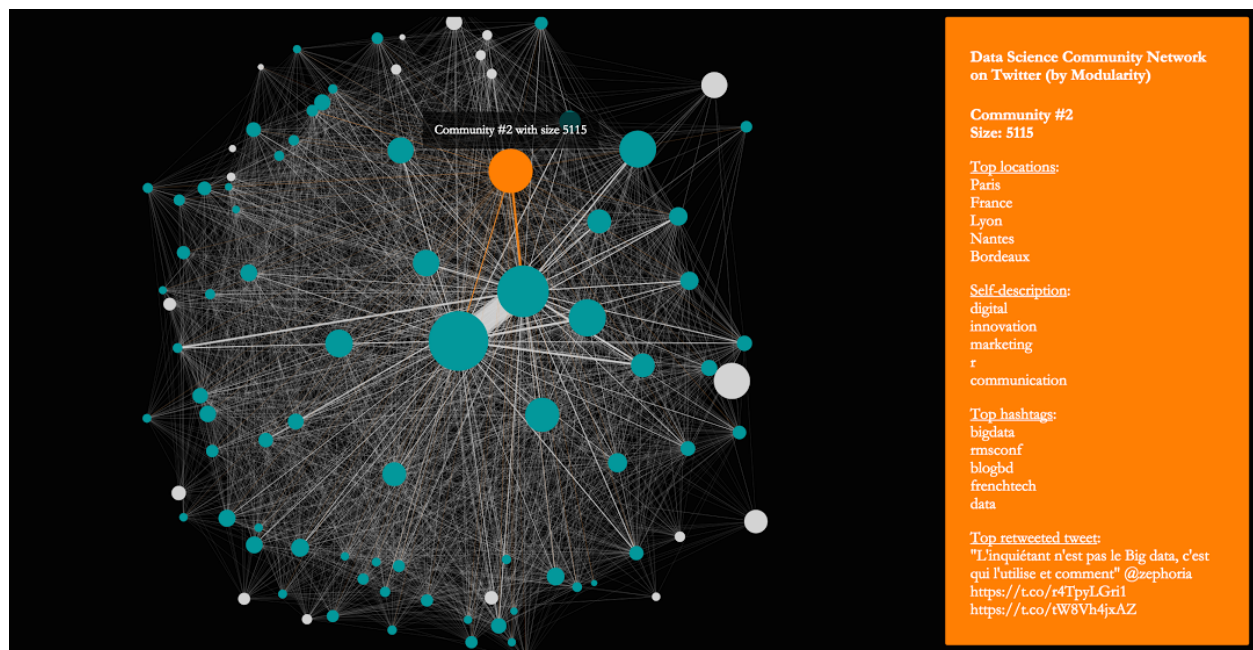 Community #2 with size 5115
Data Science Community Network
on Twitter (by Modularity)
Community #2
Size: 5115
Top locations:
Paris
France
Lyon
Nantes
Bordeaux
Self-description:
digital
innovation
marketing
r
communication
Top hashtags:
bigdata
rmsconf
blogbd
frenchtech
data
Top retweeted tweet:
"L'inquiétant n'est pas le Big data, c'est
qui l'utilise et comment" @zephoria
https://t.co/r4TpyLGri1
https://t.co/tW8Vh4jxAZ